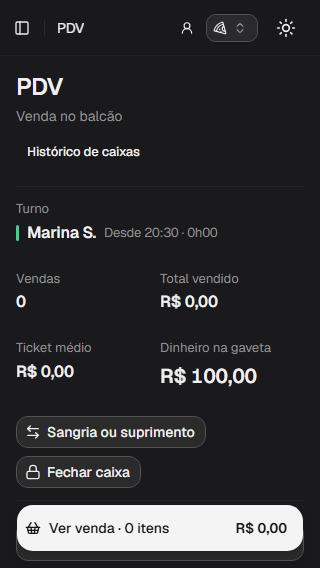 PDV
PDV
Venda no balcão
Histórico de caixas
Turno
Marina S. Desde 20:30 · 0h00
Vendas
0
Total vendido
R$ 0,00
Ticket médio
R$ 0,00
Dinheiro na gaveta
R$ 100,00
Sangria ou suprimento
Fechar caixa
Ver venda · 0 itens R$ 0,00